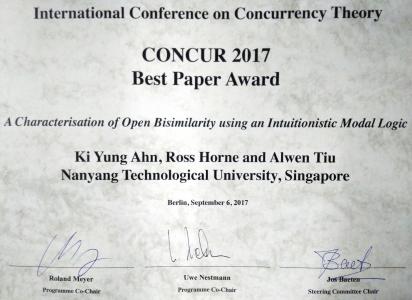 International Conference on Concurrency Theory
CONCUR 2017
Best Paper Award
A Characterisation of Open Bisimilarity using an Intuitionistic Modal Logic
Ki Yung Ahn, Ross Horne and Alwen Tiu
Nanyang Technological University, Singapore
Berlin, September 6, 2017
Roland Meyer
Programme Co-Chair
Uwe Nestmann
Programme Co-Chair
Jos Baeten
Steering Committee Chair